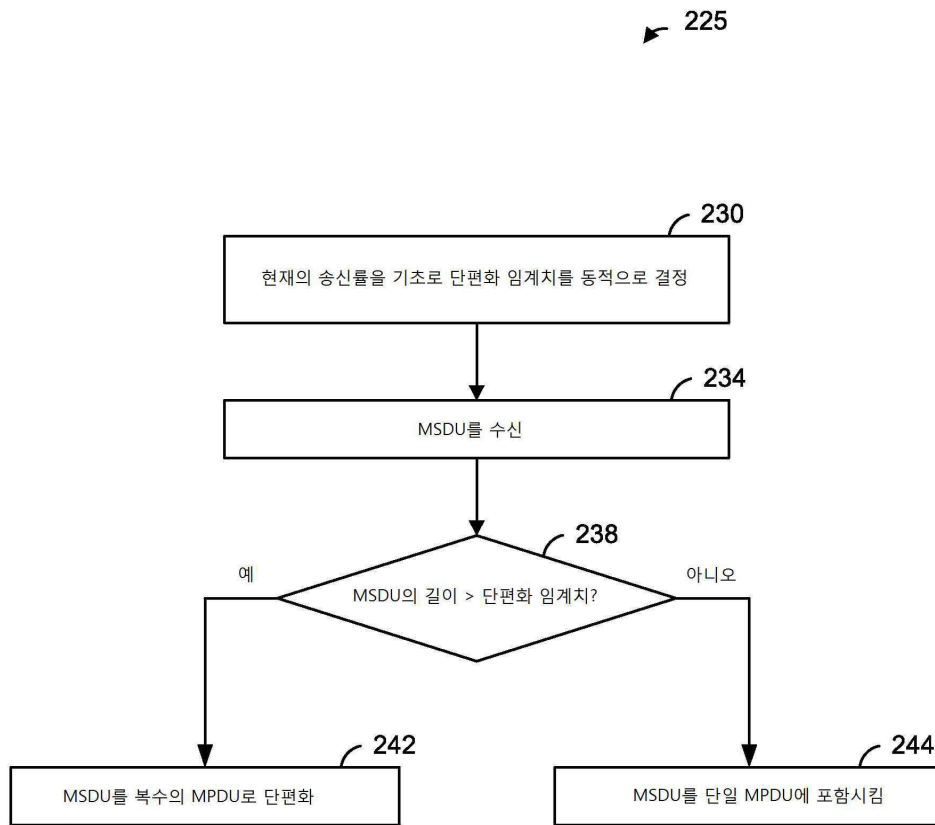 225
230
현재의 송신률을 기초로 단편화 임계치를 동적으로 결정
234
MSDU를 수신
238
예
아니오
MSDU의 길이 > 단편화 임계치?
242
244
MSDU를 복수의 MPDU로 단편화
MSDU를 단일 MPDU에 포함시킴